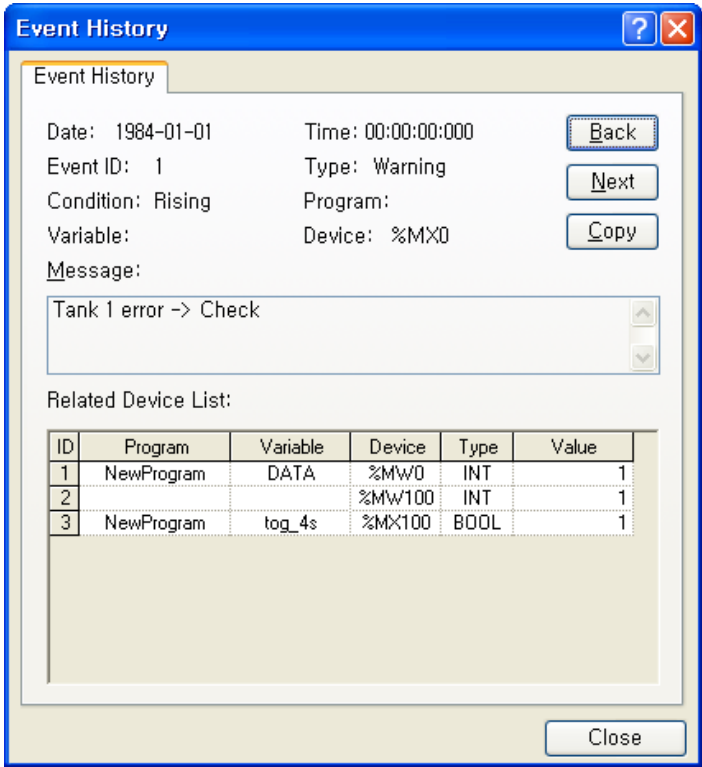 Event History
?
Event History
Date: 1984-01-01 Time: 00:00:00:000 Back
Event ID: 1 Type: Warning
Next
Condition: Rising Program:
Variable: Device: %MX0 Copy
Message:
Tank 1 error -> Check
Related Device List:
ID Program Variable Device Type Value
1 NewProgram DATA %MW0 INT 1
2 %MW100 INT 1
3 NewProgram tog_4s %MX100 BOOL 1
Close